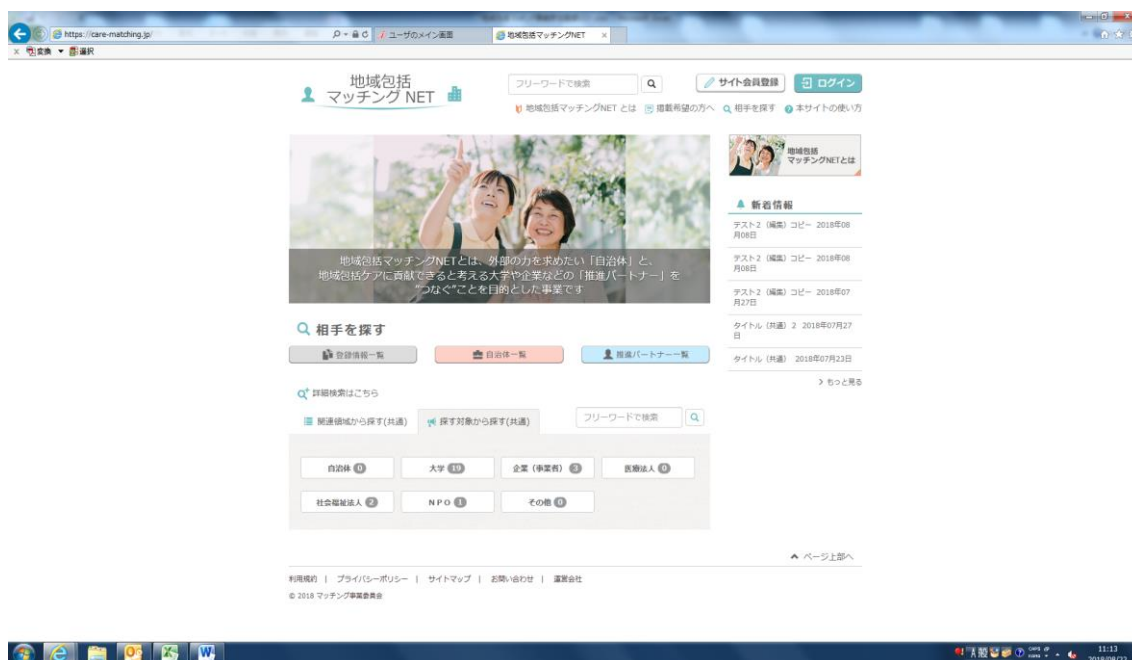 https://care-matching.jp/
ユーザのメイン画面
地域包括マッチングNET
×
× 変換 ▼ 選択
地域包括
マッチング NET
フリーワードで検索
サイト会員登録
ログイン
地域包括マッチングNET とは
掲載希望の方へ
相手を探す
本サイトの使い方
地域包括マッチングNETとは、外部の力を求めたい「自治体」と、
地域包括ケアに貢献できると考える大学や企業などの「推進パートナー」を
“つなぐ”ことを目的とした事業です
地域包括
マッチングNETとは
新着情報
テスト2（編集）コピー 2018年08
月08日
テスト2（編集）コピー 2018年08
月08日
テスト2（編集）コピー 2018年07
月27日
タイトル（共通）2 2018年07月27
日
タイトル（共通） 2018年07月23日
> もっと見る
相手を探す
登録情報一覧
自治体一覧
推進パートナー一覧
詳細検索はこちら
関連領域から探す(共通)
探す対象から探す(共通)
フリーワードで検索
自治体 0
大学 19
企業（事業者） 3
医療法人 0
社会福祉法人 2
ＮＰＯ 1
その他 0
ページ上部へ
利用規約 | プライバシーポリシー | サイトマップ | お問い合わせ | 運営会社
© 2018 マッチング事業委員会
A 般
CAPS
KANA
11:13